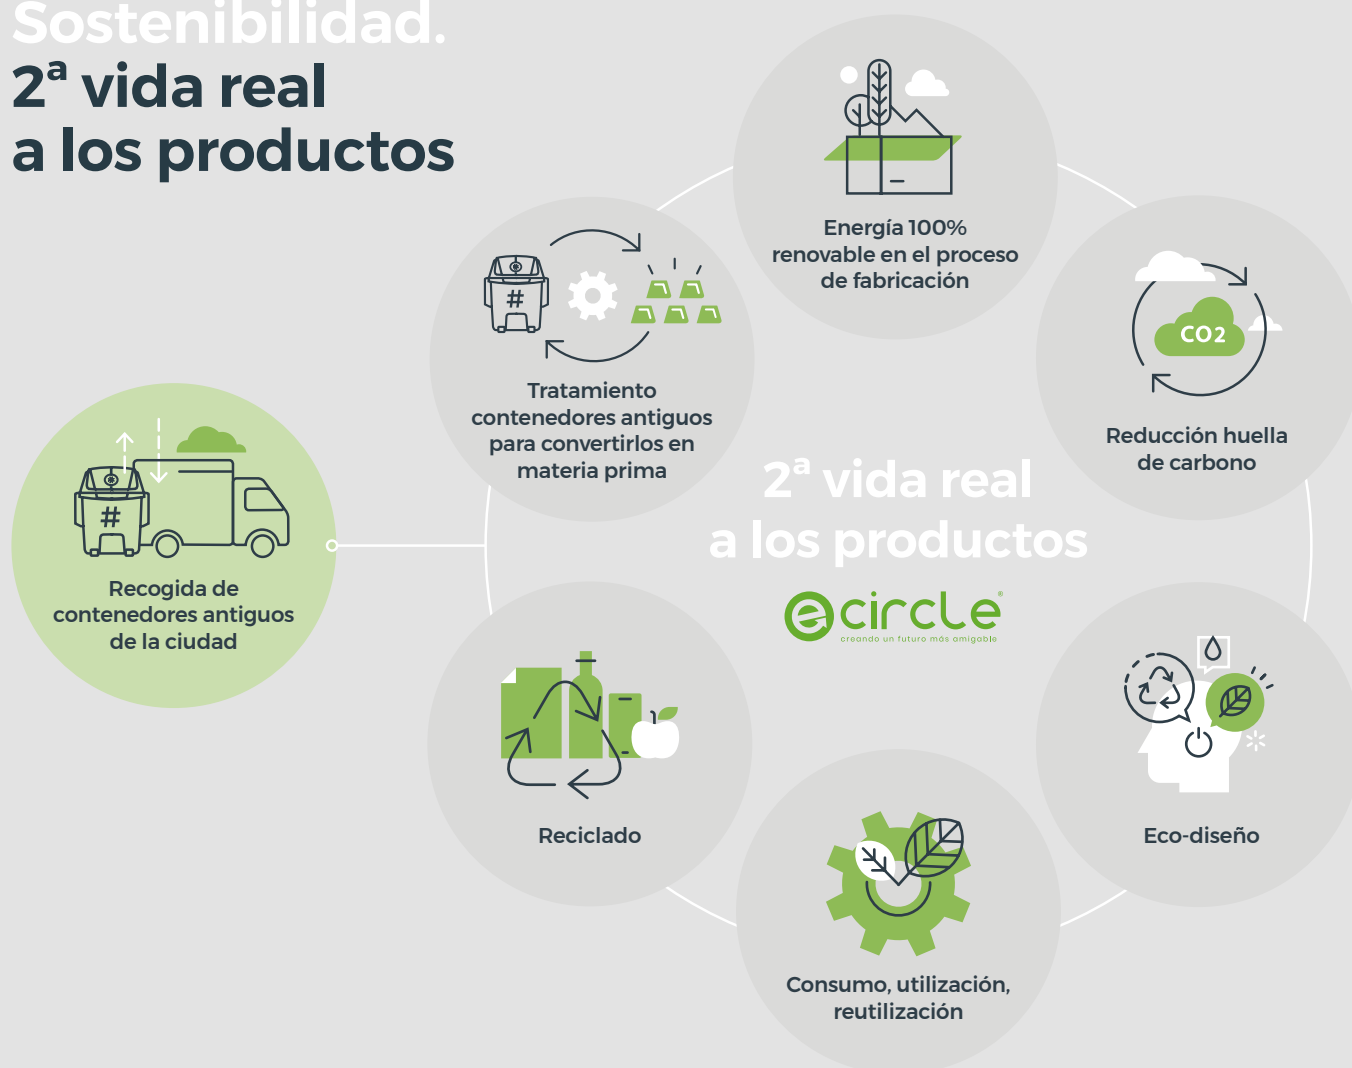 Sostenibilidad.
2ª vida real
a los productos
Energía 100%
renovable en el proceso
de fabricación
#
Tratamiento
contenedores antiguos
para convertirlos en
materia prima
CO2
Reducción huella
de carbono
#
Recogida de
contenedores antiguos
de la ciudad
2ª vida real
a los productos
ecircle®
creando un futuro más amigable
Reciclado
Eco-diseño
Consumo, utilización,
reutilización